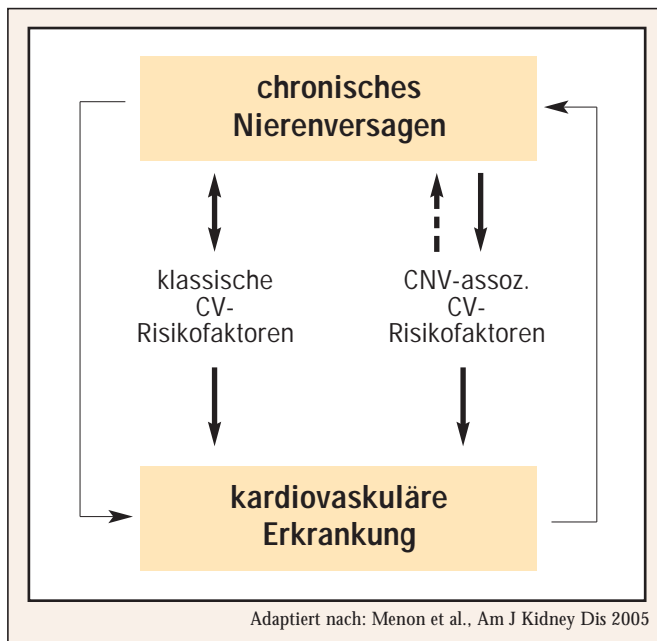 chronisches
Nierenversagen
klassische
CV-
Risikofaktoren
CNV-assoz.
CV-
Risikofaktoren
kardiovaskuläre
Erkrankung
Adaptiert nach: Menon et al., Am J Kidney Dis 2005